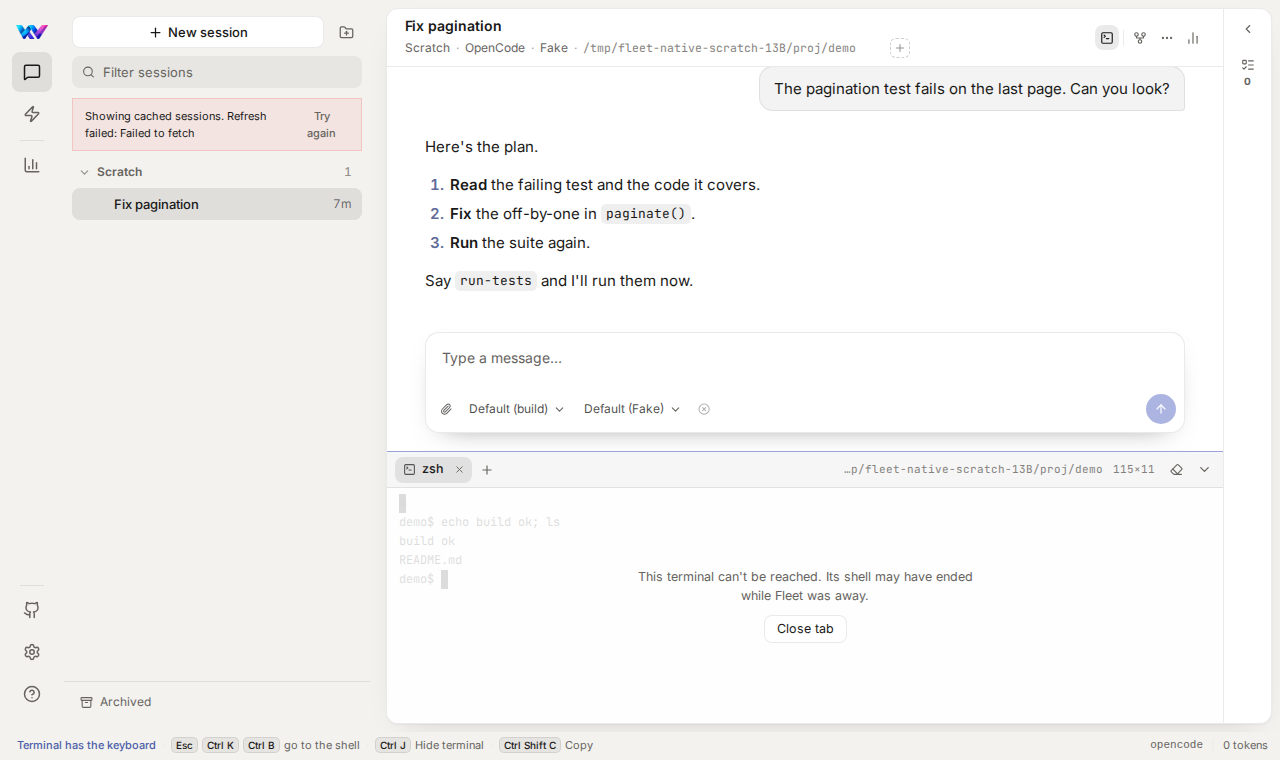 New session
Filter sessions
Showing cached sessions. Refresh
failed: Failed to fetch
Try
again
Scratch 1
Fix pagination 7m
Archived
Fix pagination
Scratch · OpenCode · Fake · /tmp/fleet-native-scratch-13B/proj/demo
0
The pagination test fails on the last page. Can you look?
Here's the plan.
1. Read the failing test and the code it covers.
2. Fix the off-by-one in paginate().
3. Run the suite again.
Say run-tests and I'll run them now.
Type a message...
Default (build) Default (Fake)
zsh
…p/fleet-native-scratch-13B/proj/demo 115×11
demo$ echo build ok; ls
build ok
README.md
demo$
This terminal can't be reached. Its shell may have ended
while Fleet was away.
Close tab
Terminal has the keyboard Esc Ctrl K Ctrl B go to the shell Ctrl J Hide terminal Ctrl Shift C Copy
opencode 0 tokens